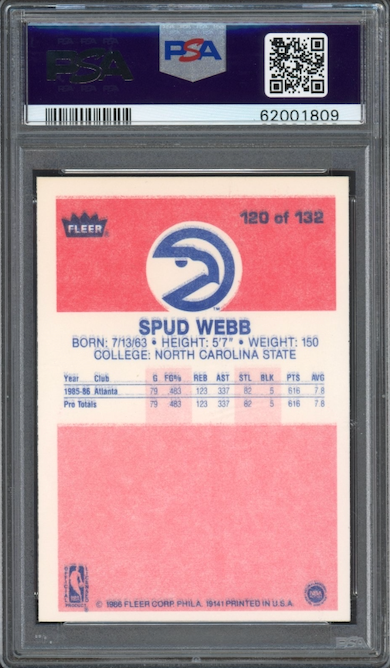 PSA
PSA
62001809
FLEER
120 of 132
TM
SPUD WEBB
BORN: 7/13/63 • HEIGHT: 5'7" • WEIGHT: 150
COLLEGE: NORTH CAROLINA STATE
Year Club G FG% REB AST STL BLK PTS AVG
1985-86 Atlanta 79 .483 123 337 82 5 616 7.8
Pro Totals 79 .483 123 337 82 5 616 7.8
NBA
© 1986 FLEER CORP. PHILA. 19141 PRINTED IN U.S.A.